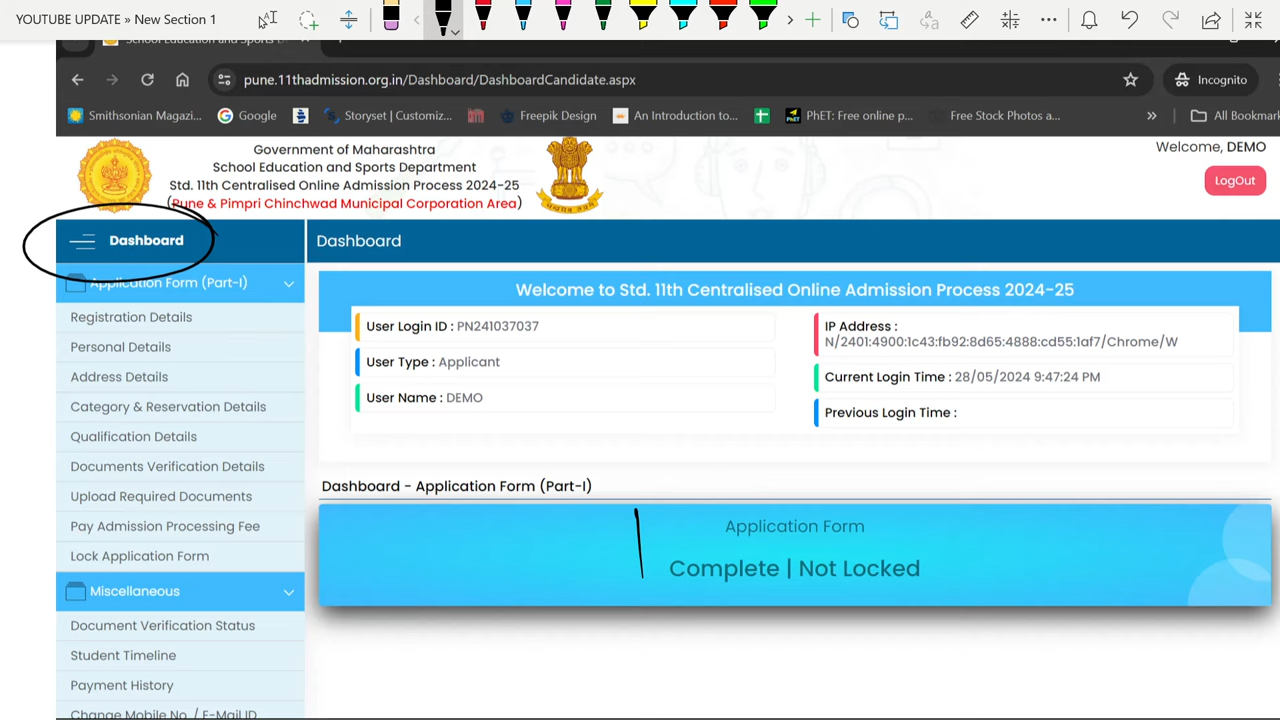 YOUTUBE UPDATE » New Section 1
pune.11thadmission.org.in/Dashboard/DashboardCandidate.aspx
Incognito
Smithsonian Magazi...
Google
Storyset | Customiz...
Freepik Design
An Introduction to...
PhET: Free online p...
Free Stock Photos a...
»
All Bookmar
Government of Maharashtra
School Education and Sports Department
Std. 11th Centralised Online Admission Process 2024-25
(Pune & Pimpri Chinchwad Municipal Corporation Area)
Welcome, DEMO
LogOut
Dashboard
Dashboard
Application Form (Part-I)
Registration Details
Personal Details
Address Details
Category & Reservation Details
Qualification Details
Documents Verification Details
Upload Required Documents
Pay Admission Processing Fee
Lock Application Form
Miscellaneous
Document Verification Status
Student Timeline
Payment History
Change Mobile No. / E-Mail ID
Welcome to Std. 11th Centralised Online Admission Process 2024-25
User Login ID : PN241037037
User Type : Applicant
User Name : DEMO
IP Address :
N/2401:4900:1c43:fb92:8d65:4888:cd55:1af7/Chrome/W
Current Login Time : 28/05/2024 9:47:24 PM
Previous Login Time :
Dashboard - Application Form (Part-I)
Application Form
Complete | Not Locked